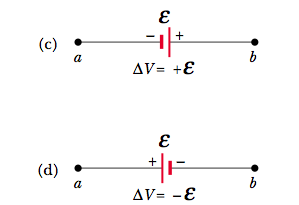 ℰ
(c) − +
a b
ΔV = +ℰ
ℰ
(d) + −
a b
ΔV = −ℰ